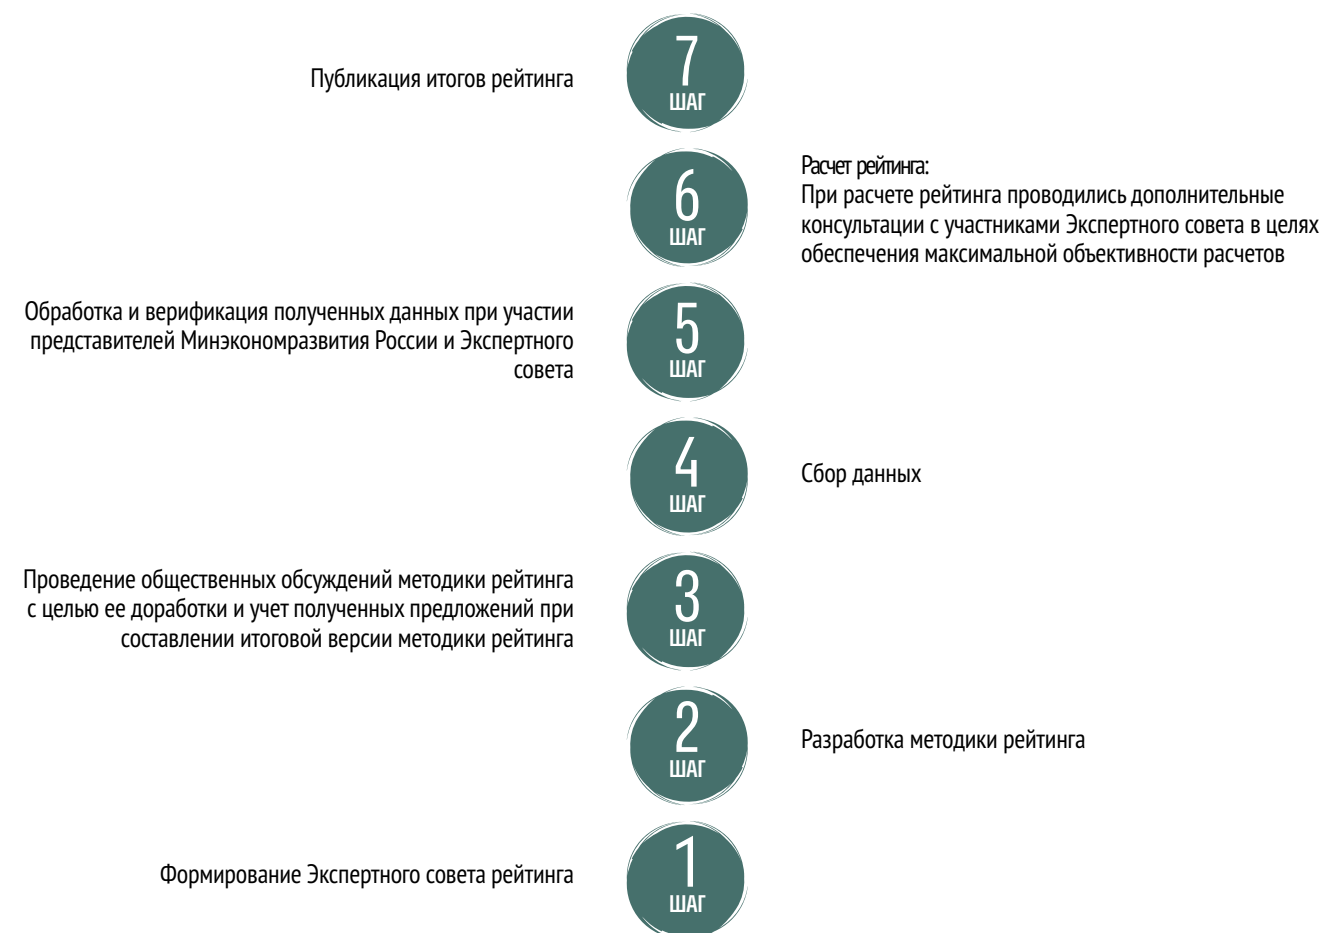 Публикация итогов рейтинга
7
ШАГ
6
ШАГ
Расчет рейтинга:
При расчете рейтинга проводились дополнительные
консультации с участниками Экспертного совета в целях
обеспечения максимальной объективности расчетов
Обработка и верификация полученных данных при участии
представителей Минэкономразвития России и Экспертного
совета
5
ШАГ
4
ШАГ
Сбор данных
Проведение общественных обсуждений методики рейтинга
с целью ее доработки и учет полученных предложений при
составлении итоговой версии методики рейтинга
3
ШАГ
2
ШАГ
Разработка методики рейтинга
Формирование Экспертного совета рейтинга
1
ШАГ